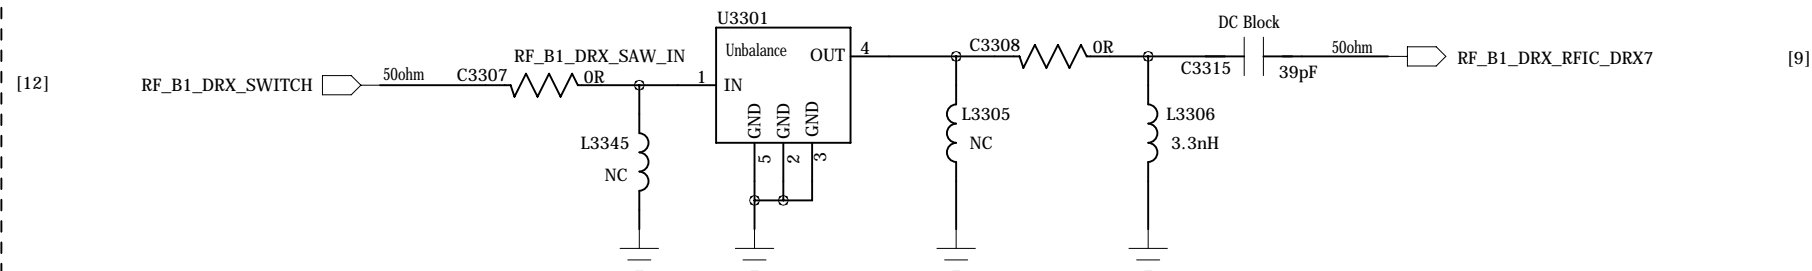 U3301
DC Block
RF_B1_DRX_SAW_IN
Unbalance
OUT
4
C3308
0R
50ohm
RF_B1_DRX_RFIC_DRX7
[9]
[12]
RF_B1_DRX_SWITCH
50ohm
C3307
0R
1
IN
C3315
39pF
GND
GND
GND
L3305
NC
L3306
3.3nH
L3345
NC
5
2
3